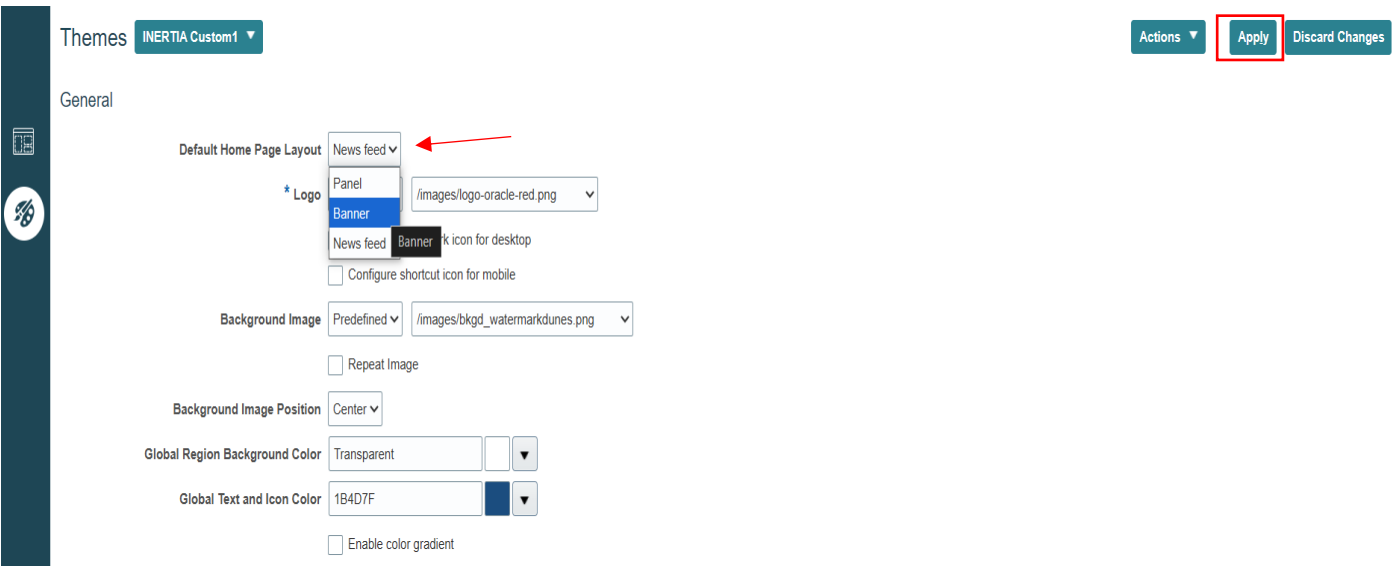 Themes INERTIA Custom1 ▼ Actions ▼ Apply Discard Changes
General
Default Home Page Layout News feed
Panel
* Logo /images/logo-oracle-red.png
Banner
News feed Banner k icon for desktop
Configure shortcut icon for mobile
Background Image Predefined /images/bkgd_watermarkdunes.png
Repeat Image
Background Image Position Center
Global Region Background Color Transparent
Global Text and Icon Color 1B4D7F
Enable color gradient